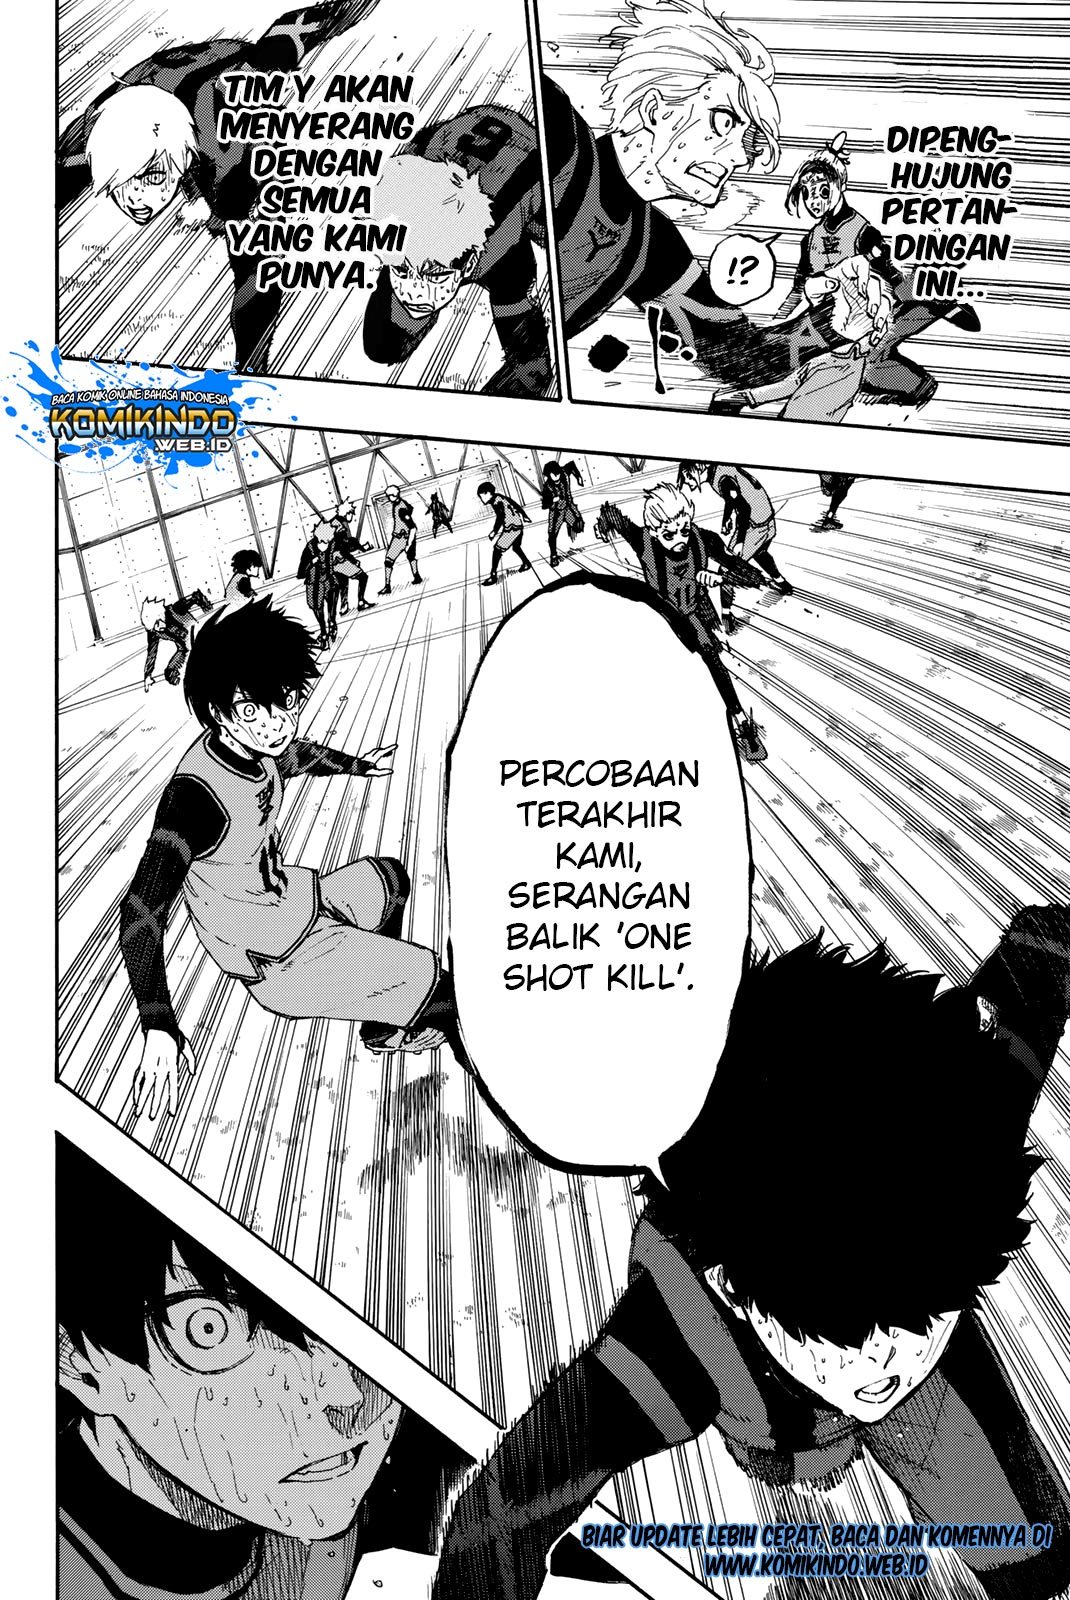 DIPENG-
HUJUNG
PERTAN-
DINGAN
INI...
!?
TIM Y AKAN
MENYERANG
DENGAN
SEMUA
YANG KAMI
PUNYA.
BACA KOMIK ONLINE BAHASA INDONESIA
KOMIKINDO
WEB.ID
PERCOBAAN
TERAKHIR
KAMI,
SERANGAN
BALIK 'ONE
SHOT KILL'.
BIAR UPDATE LEBIH CEPAT, BACA DAN KOMENNYA DI
WWW.KOMIKINDO.WEB.ID